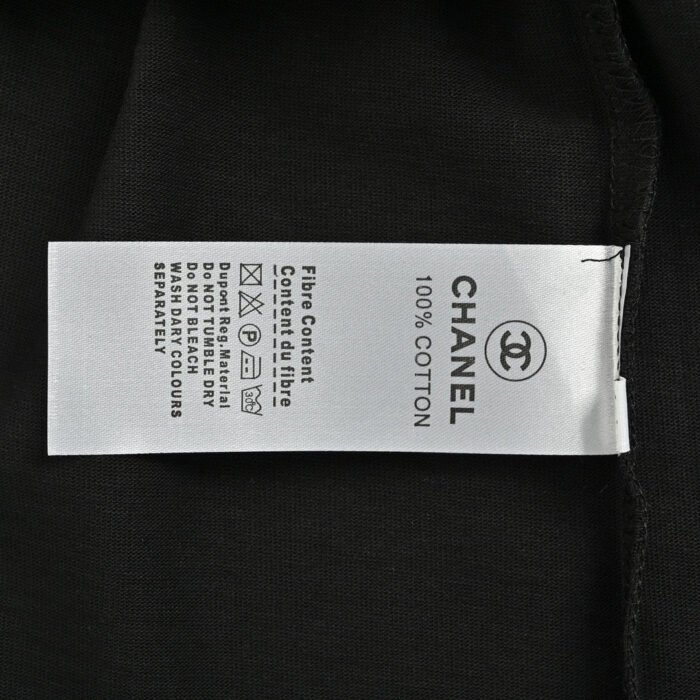 CHANEL
100% COTTON
Fibre Content
Content du fibre
P
30C
Dupont Reg.Material
Do NOT TUMBLE DRY
Do NOT BLEACH
WASH DARY COLOURS
SEPARATELY